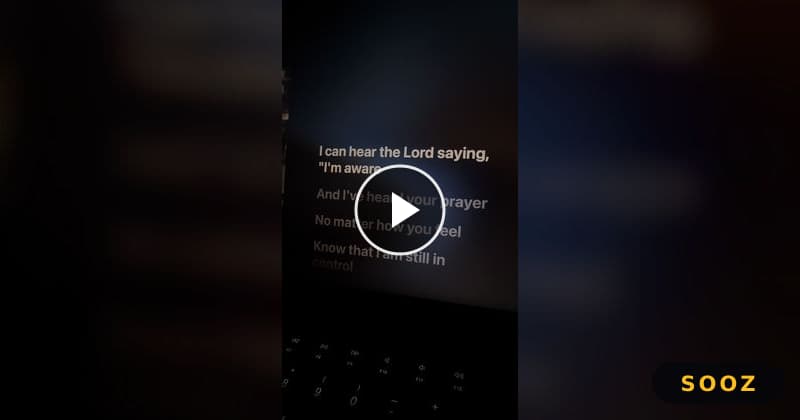 I can hear the Lord saying,
"I'm aware
And I've heard your prayer
No matter how you feel
Know that I am still in
control
SOOZ